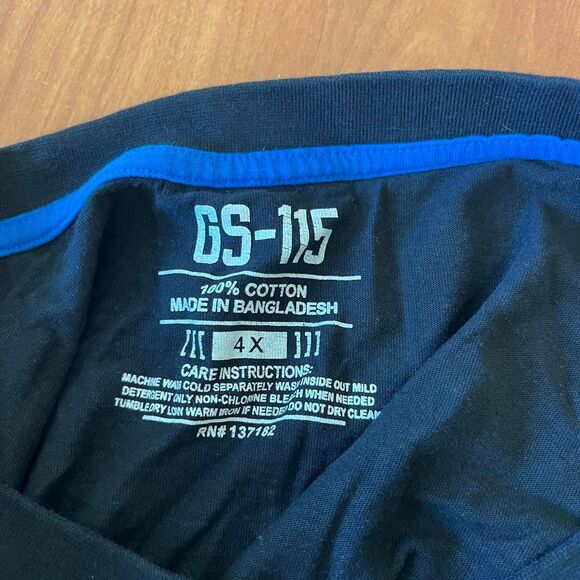 GS-115
100% COTTON
MADE IN BANGLADESH
4X
CARE INSTRUCTIONS:
MACHINE WASH COLD SEPARATELY WASH INSIDE OUT MILD
DETERGENT ONLY NON-CHLORINE BLEACH WHEN NEEDED
TUMBLE DRY LOW WARM IRON IF NEEDED DO NOT DRY CLEAN
RN# 137182